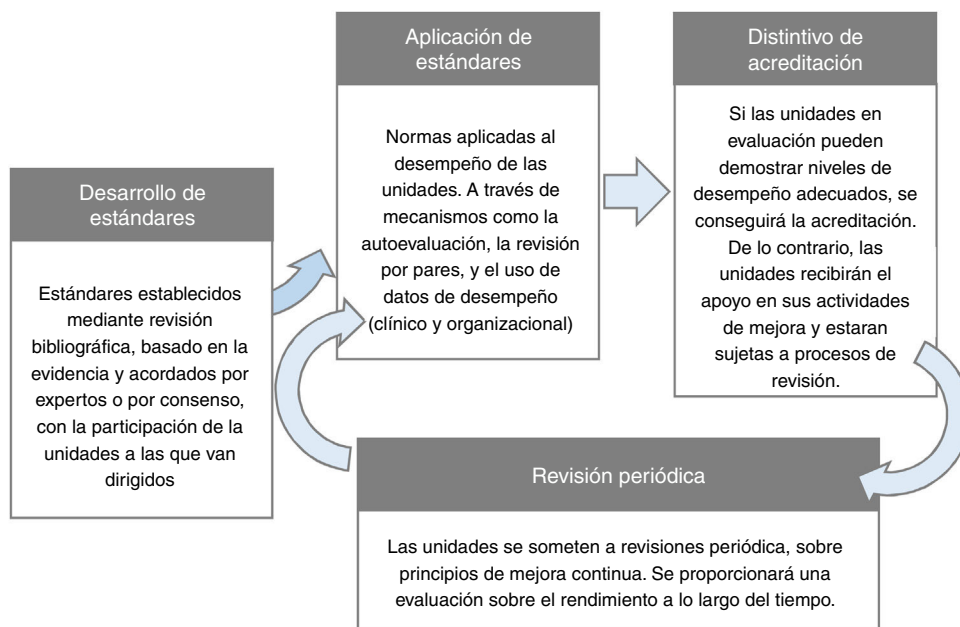 Desarrollo de
estándares
Estándares establecidos
mediante revisión
bibliográfica, basado en la
evidencia y acordados por
expertos o por consenso,
con la participación de la
unidades a las que van
dirigidos
Aplicación de
estándares
Normas aplicadas al
desempeño de las
unidades. A través de
mecanismos como la
autoevaluación, la revisión
por pares, y el uso de
datos de desempeño
(clínico y organizacional)
Distintivo de
acreditación
Si las unidades en
evaluación pueden
demostrar niveles de
desempeño adecuados, se
conseguirá la acreditación.
De lo contrario, las
unidades recibirán el
apoyo en sus actividades
de mejora y estaran
sujetas a procesos de
revisión.
Revisión periódica
Las unidades se someten a revisiones periódica, sobre
principios de mejora continua. Se proporcionará una
evaluación sobre el rendimiento a lo largo del tiempo.